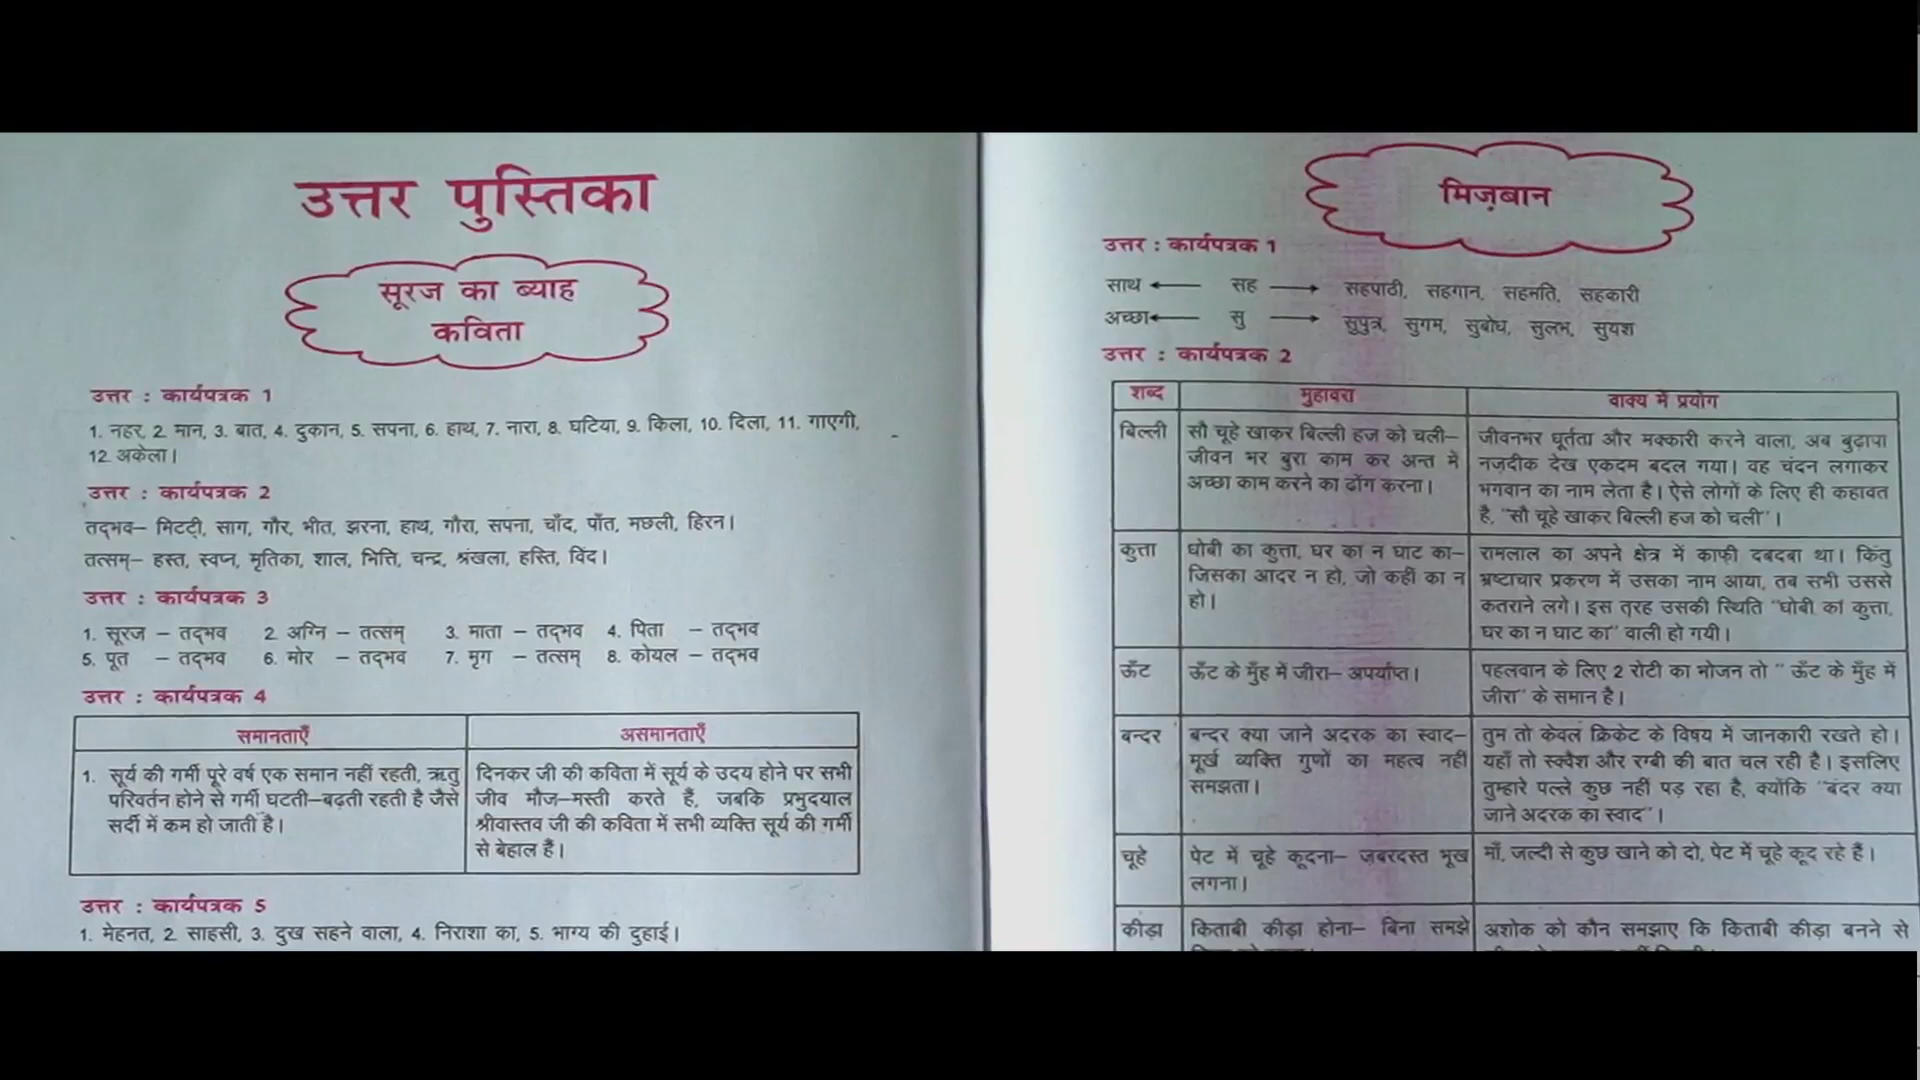 उत्तर पुस्तिका
सूरज का ब्याह
कविता
उत्तर : कार्यपत्रक 1
1. नहर, 2. मान, 3. बात, 4. दुकान, 5. सपना, 6. हाथ, 7. नारा, 8. घटिया, 9. किला, 10. दिला, 11. गाएगी,
12. अकेला।
उत्तर : कार्यपत्रक 2
तद्भव– मिटटी, साग, गौर, भीत, झरना, हाथ, गौरा, सपना, चाँद, पाँत, मछली, हिरन।
तत्सम्– हस्त, स्वप्न, मृतिका, शाल, भित्ति, चन्द्र, श्रंखला, हस्ति, विंद।
उत्तर : कार्यपत्रक 3
1. सूरज – तद्भव 2. अग्नि – तत्सम् 3. माता – तद्भव 4. पिता – तद्भव
5. पूत – तद्भव 6. मोर – तद्भव 7. मृग – तत्सम् 8. कोयल – तद्भव
उत्तर : कार्यपत्रक 4
समानताएँ असमानताएँ
1. सूर्य की गर्मी पूरे वर्ष एक समान नहीं रहती, ऋतु
परिवर्तन होने से गर्मी घटती–बढ़ती रहती है जैसे
सर्दी में कम हो जाती है।
दिनकर जी की कविता में सूर्य के उदय होने पर सभी
जीव मौज–मस्ती करते हैं, जबकि प्रभुदयाल
श्रीवास्तव जी की कविता में सभी व्यक्ति सूर्य की गर्मी
से बेहाल हैं।
उत्तर : कार्यपत्रक 5
1. मेहनत, 2. साहसी, 3. दुख सहने वाला, 4. निराशा का, 5. भाग्य की दुहाई।
मिज़बान
उत्तर : कार्यपत्रक 1
साथ ← सह → सहपाठी, सहगान, सहमति, सहकारी
अच्छा ← सु → सुपुत्र, सुगम, सुबोध, सुलभ, सुयश
उत्तर : कार्यपत्रक 2
शब्द मुहावरा वाक्य में प्रयोग
बिल्ली
सौ चूहे खाकर बिल्ली हज को चली–
जीवन भर बुरा काम कर अन्त में
अच्छा काम करने का ढोंग करना।
जीवनभर धूर्तता और मक्कारी करने वाला, अब बुढ़ापा
नज़दीक देख एकदम बदल गया। वह चंदन लगाकर
भगवान का नाम लेता है। ऐसे लोगों के लिए ही कहावत
है, "सौ चूहे खाकर बिल्ली हज को चली"।
कुत्ता
धोबी का कुत्ता, घर का न घाट का–
जिसका आदर न हो, जो कहीं का न
हो।
रामलाल का अपने क्षेत्र में काफ़ी दबदबा था। किंतु
भ्रष्टाचार प्रकरण में उसका नाम आया, तब सभी उससे
कतराने लगे। इस तरह उसकी स्थिति "धोबी का कुत्ता,
घर का न घाट का" वाली हो गयी।
ऊँट
ऊँट के मुँह में जीरा– अपर्याप्त।
पहलवान के लिए 2 रोटी का भोजन तो " ऊँट के मुँह में
जीरा" के समान है।
बन्दर
बन्दर क्या जाने अदरक का स्वाद–
मूर्ख व्यक्ति गुणों का महत्व नहीं
समझता।
तुम तो केवल क्रिकेट के विषय में जानकारी रखते हो।
यहाँ तो स्क्वैश और रग्बी की बात चल रही है। इसलिए
तुम्हारे पल्ले कुछ नहीं पड़ रहा है, क्योंकि "बंदर क्या
जाने अदरक का स्वाद"।
चूहे
पेट में चूहे कूदना– ज़बरदस्त भूख
लगना।
माँ, जल्दी से कुछ खाने को दो, पेट में चूहे कूद रहे हैं।
कीड़ा
किताबी कीड़ा होना– बिना समझे
अशोक को कौन समझाए कि किताबी कीड़ा बनने से